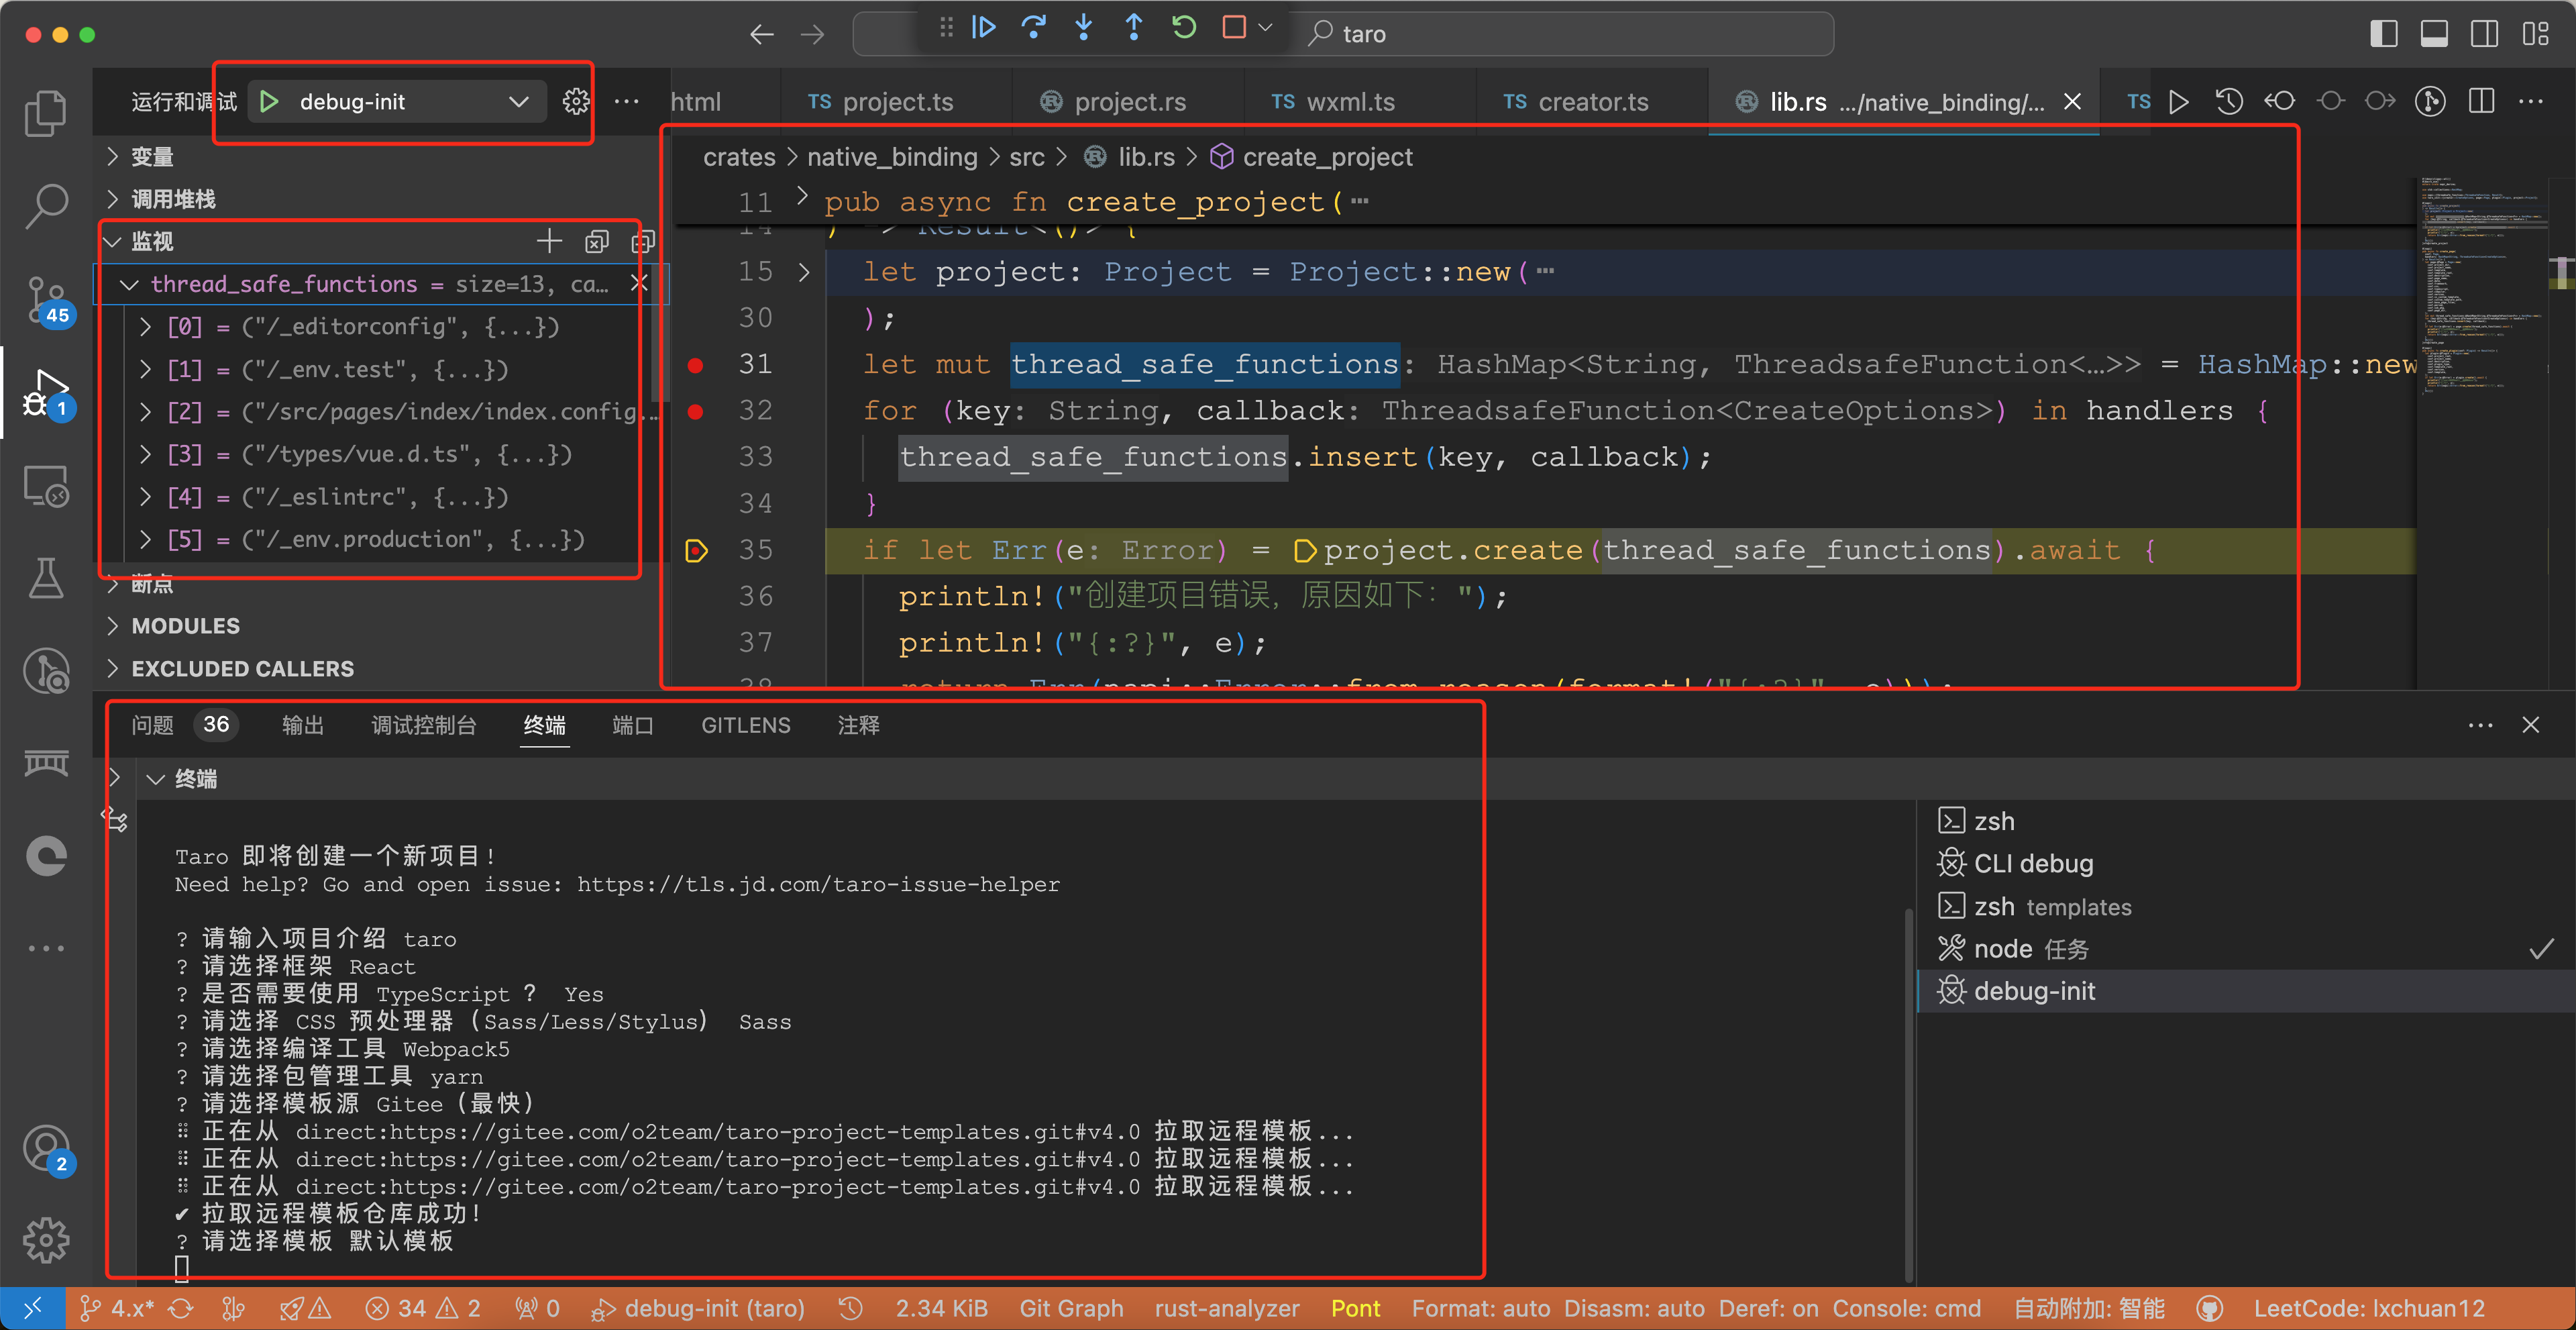 taro
运行和调试
debug-init
html
TS project.ts
project.rs
TS wxml.ts
TS creator.ts
lib.rs .../native_binding/...
TS
变量
调用堆栈
监视
thread_safe_functions = size=13, ca...
[0] = ("/_editorconfig", {...})
[1] = ("/_env.test", {...})
[2] = ("/src/pages/index/index.config...
[3] = ("/types/vue.d.ts", {...})
[4] = ("/_eslintrc", {...})
[5] = ("/_env.production", {...})
断点
MODULES
EXCLUDED CALLERS
45
1
2
crates > native_binding > src > lib.rs > create_project
11 pub async fn create_project(⋯
14 ) -> Result<()> {
15 let project: Project = Project::new(⋯
30 );
31 let mut thread_safe_functions: HashMap<String, ThreadsafeFunction<…>> = HashMap::new
32 for (key: String, callback: ThreadsafeFunction<CreateOptions>) in handlers {
33 thread_safe_functions.insert(key, callback);
34 }
35 if let Err(e: Error) = project.create(thread_safe_functions).await {
36 println!("创建项目错误，原因如下：");
37 println!("{:?}", e);
38 return Err(napi::Error::from_reason(format!("{:?}", e)));
问题 36 输出 调试控制台 终端 端口 GITLENS 注释
终端
Taro 即将创建一个新项目!
Need help? Go and open issue: https://tls.jd.com/taro-issue-helper
? 请输入项目介绍 taro
? 请选择框架 React
? 是否需要使用 TypeScript ？ Yes
? 请选择 CSS 预处理器（Sass/Less/Stylus） Sass
? 请选择编译工具 Webpack5
? 请选择包管理工具 yarn
? 请选择模板源 Gitee（最快）
⠿ 正在从 direct:https://gitee.com/o2team/taro-project-templates.git#v4.0 拉取远程模板...
⠿ 正在从 direct:https://gitee.com/o2team/taro-project-templates.git#v4.0 拉取远程模板...
⠿ 正在从 direct:https://gitee.com/o2team/taro-project-templates.git#v4.0 拉取远程模板...
✔ 拉取远程模板仓库成功!
? 请选择模板 默认模板
zsh
CLI debug
zsh templates
node 任务
debug-init
4.x* 34 2 0 debug-init (taro) 2.34 KiB Git Graph rust-analyzer Pont Format: auto Disasm: auto Deref: on Console: cmd 自动附加: 智能 LeetCode: lxchuan12